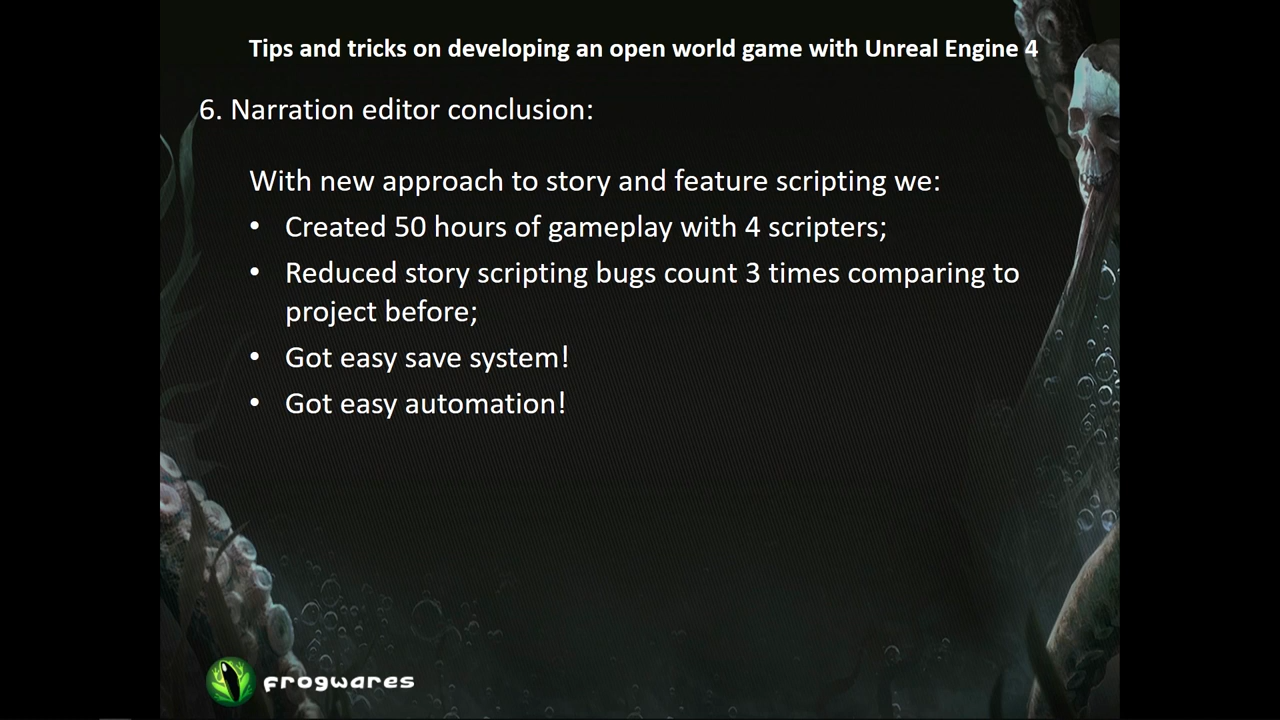 Tips and tricks on developing an open world game with Unreal Engine 4
6. Narration editor conclusion:
With new approach to story and feature scripting we:
• Created 50 hours of gameplay with 4 scripters;
• Reduced story scripting bugs count 3 times comparing to
project before;
• Got easy save system!
• Got easy automation!
frogwares